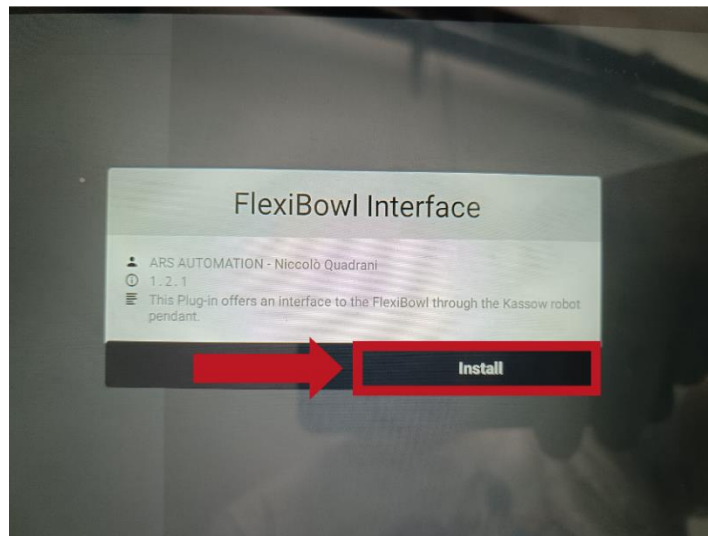 FlexiBowl Interface
ARS AUTOMATION - Niccolò Quadrani
1.2.1
This Plug-in offers an interface to the FlexiBowl through the Kassow robot
pendant.
Install